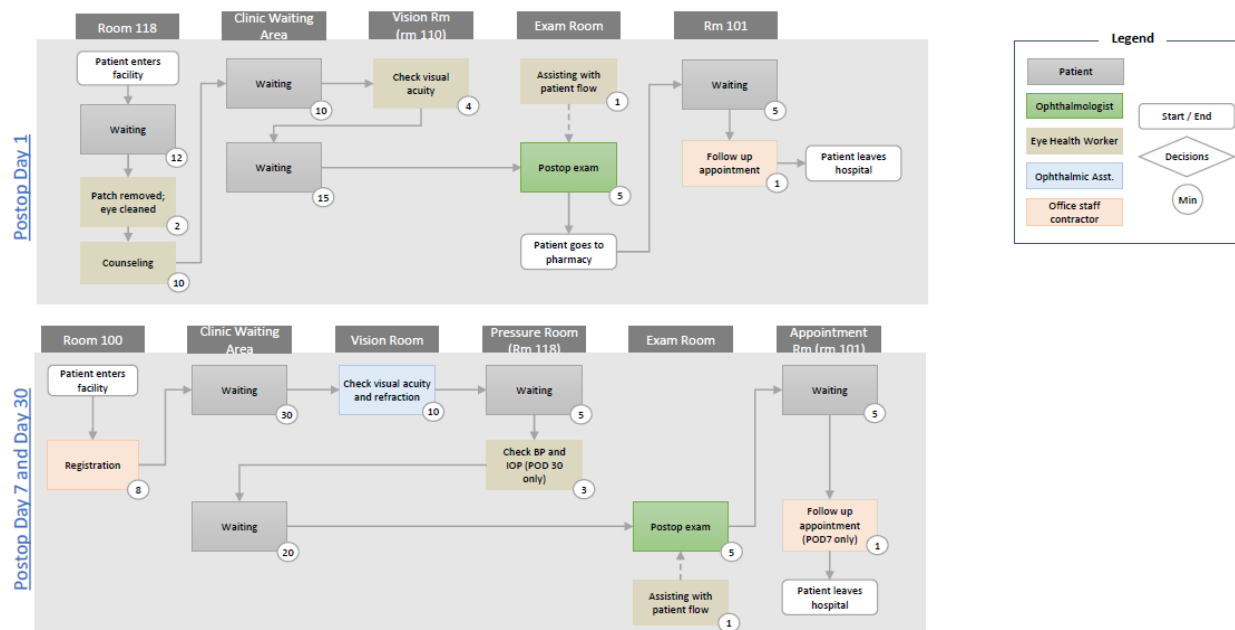 Room 118
Clinic Waiting
Area
Vision Rm
(rm 110)
Exam Room
Rm 101
Postop Day 1
Patient enters
facility
Waiting
12
Patch removed;
eye cleaned
2
Counseling
10
Waiting
10
Check visual
acuity
4
Waiting
15
Assisting with
patient flow
1
Postop exam
5
Patient goes to
pharmacy
Waiting
5
Follow up
appointment
1
Patient leaves
hospital
Legend
Patient
Ophthalmologist
Eye Health Worker
Ophthalmic Asst.
Office staff
contractor
Start / End
Decisions
Min
Room 100
Clinic Waiting
Area
Vision Room
Pressure Room
(Rm 118)
Exam Room
Appointment
Rm (rm 101)
Postop Day 7 and Day 30
Patient enters
facility
Registration
8
Waiting
30
Check visual acuity
and refraction
10
Waiting
5
Check BP and
IOP (POD 30
only)
3
Waiting
20
Postop exam
5
Assisting with
patient flow
1
Waiting
5
Follow up
appointment
(POD7 only)
1
Patient leaves
hospital